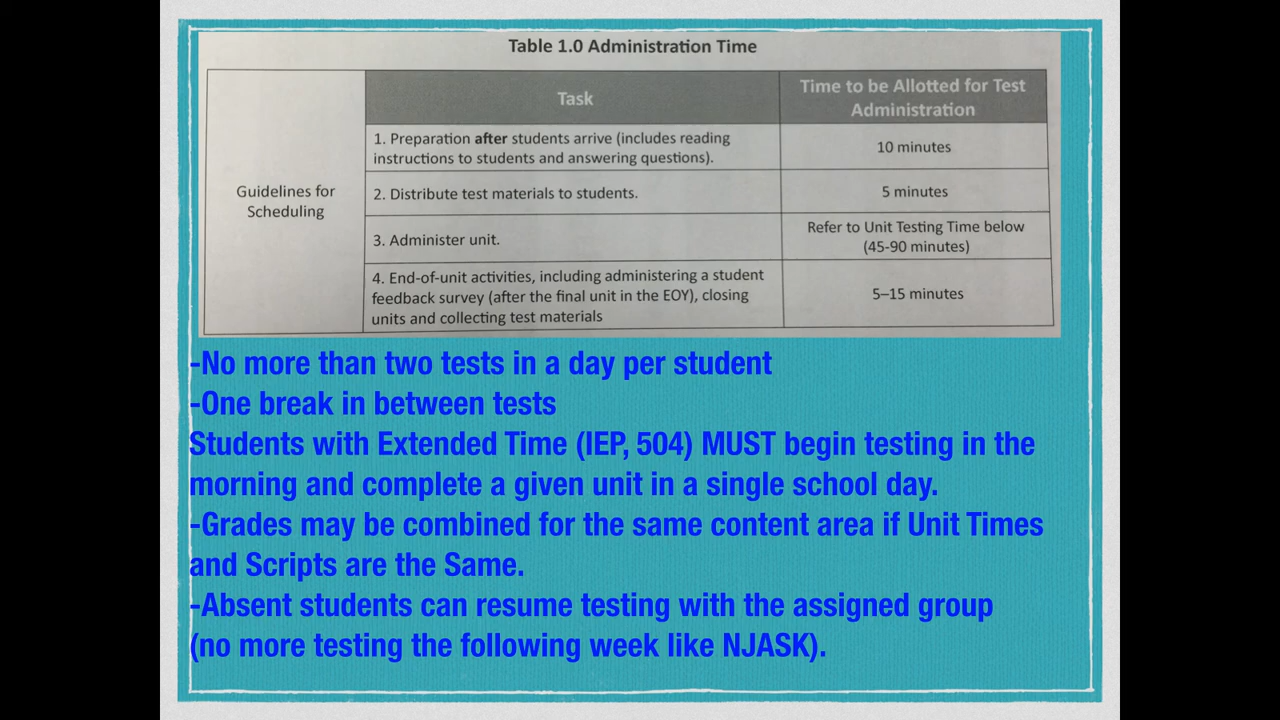 Table 1.0 Administration Time
Guidelines for
Scheduling
Task
Time to be Allotted for Test
Administration
1. Preparation after students arrive (includes reading
instructions to students and answering questions).
10 minutes
2. Distribute test materials to students.
5 minutes
3. Administer unit.
Refer to Unit Testing Time below
(45-90 minutes)
4. End-of-unit activities, including administering a student
feedback survey (after the final unit in the EOY), closing
units and collecting test materials
5–15 minutes
-No more than two tests in a day per student
-One break in between tests
Students with Extended Time (IEP, 504) MUST begin testing in the
morning and complete a given unit in a single school day.
-Grades may be combined for the same content area if Unit Times
and Scripts are the Same.
-Absent students can resume testing with the assigned group
(no more testing the following week like NJASK).